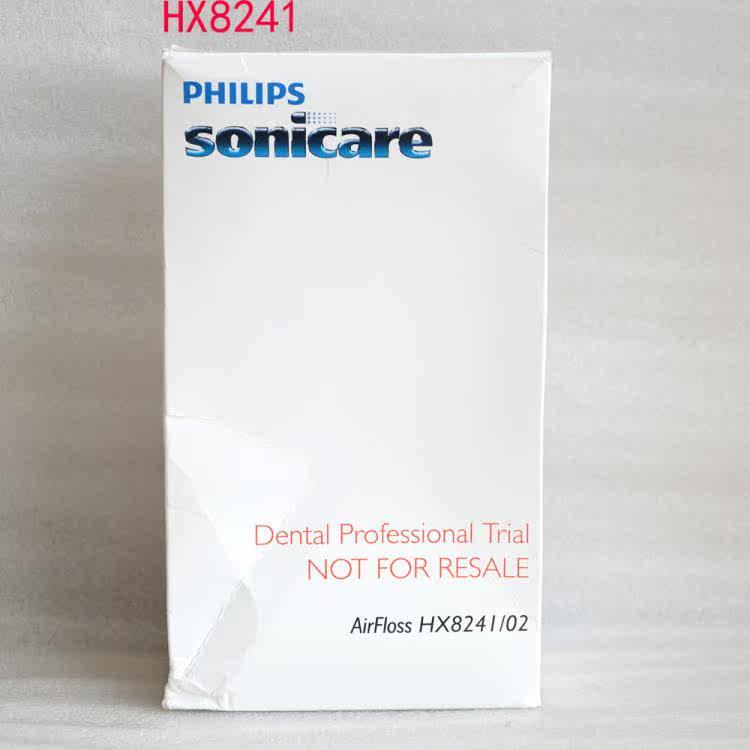 HX8241
PHILIPS
sonicare
Dental Professional Trial
NOT FOR RESALE
AirFloss HX8241/02